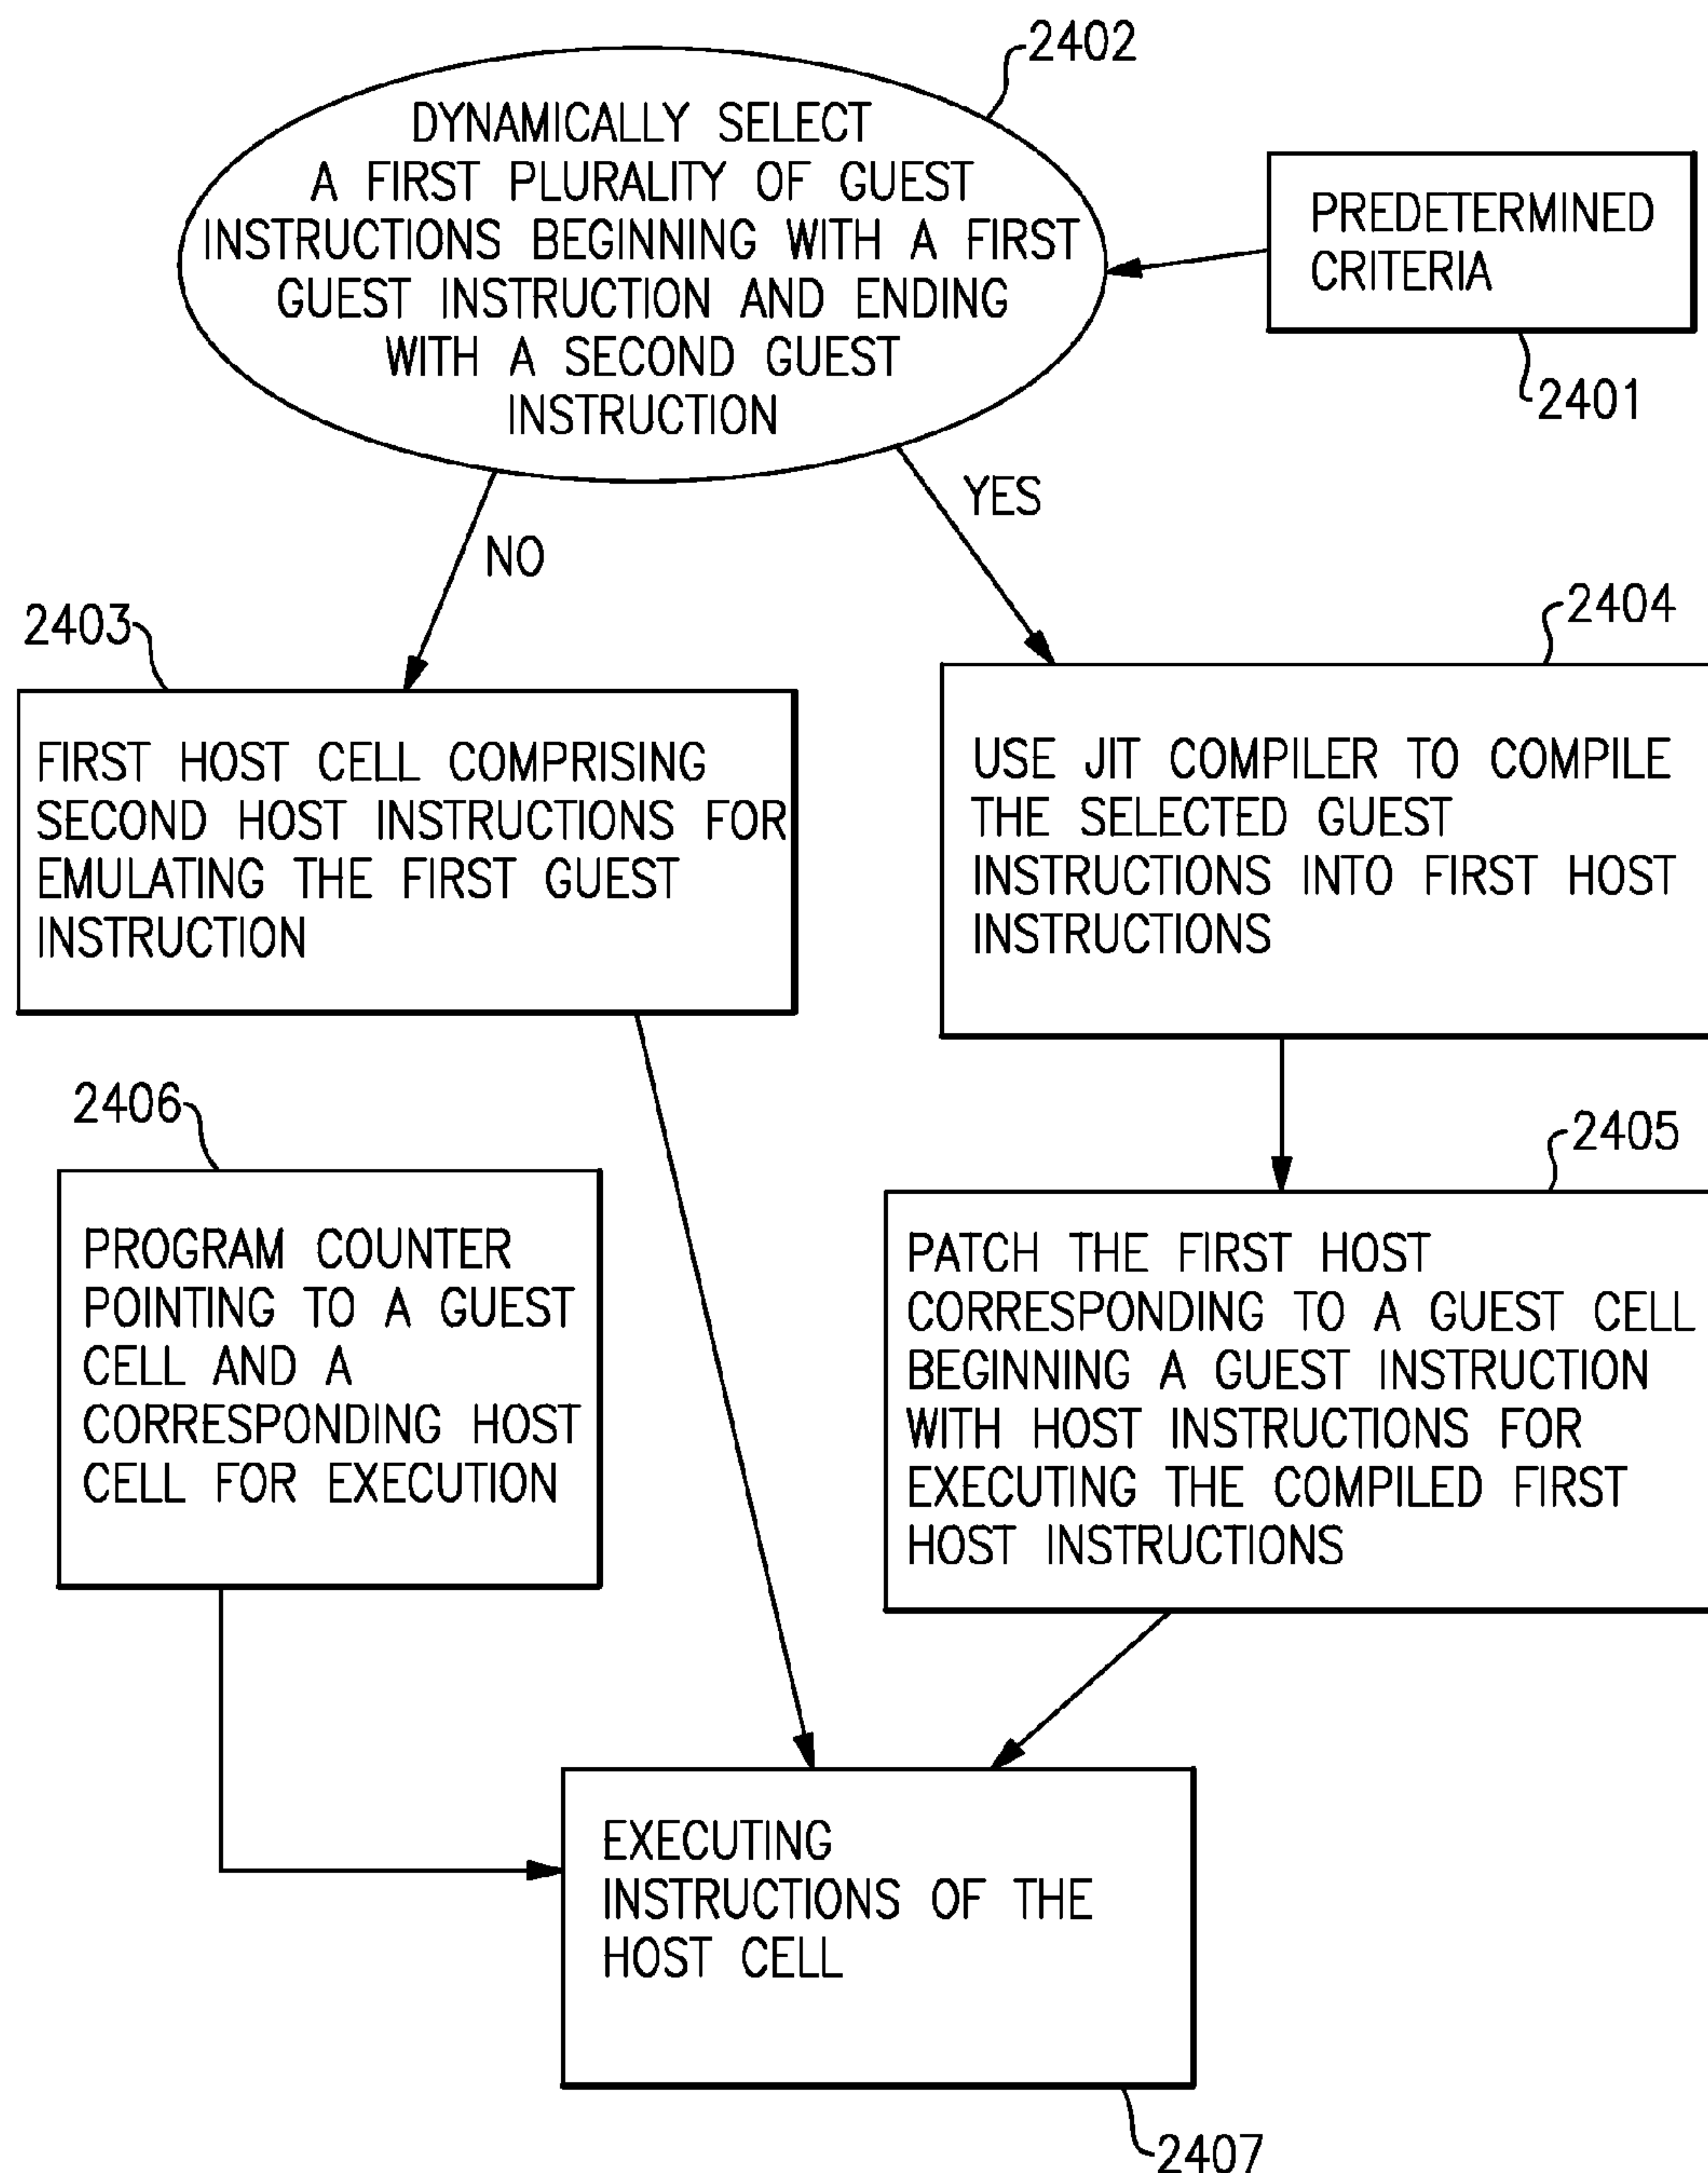 2402
DYNAMICALLY SELECT
A FIRST PLURALITY OF GUEST
INSTRUCTIONS BEGINNING WITH A FIRST
GUEST INSTRUCTION AND ENDING
WITH A SECOND GUEST
INSTRUCTION
PREDETERMINED
CRITERIA
2401
YES
NO
2403
FIRST HOST CELL COMPRISING
SECOND HOST INSTRUCTIONS FOR
EMULATING THE FIRST GUEST
INSTRUCTION
2404
USE JIT COMPILER TO COMPILE
THE SELECTED GUEST
INSTRUCTIONS INTO FIRST HOST
INSTRUCTIONS
2406
PROGRAM COUNTER
POINTING TO A GUEST
CELL AND A
CORRESPONDING HOST
CELL FOR EXECUTION
2405
PATCH THE FIRST HOST
CORRESPONDING TO A GUEST CELL
BEGINNING A GUEST INSTRUCTION
WITH HOST INSTRUCTIONS FOR
EXECUTING THE COMPILED FIRST
HOST INSTRUCTIONS
EXECUTING
INSTRUCTIONS OF THE
HOST CELL
2407